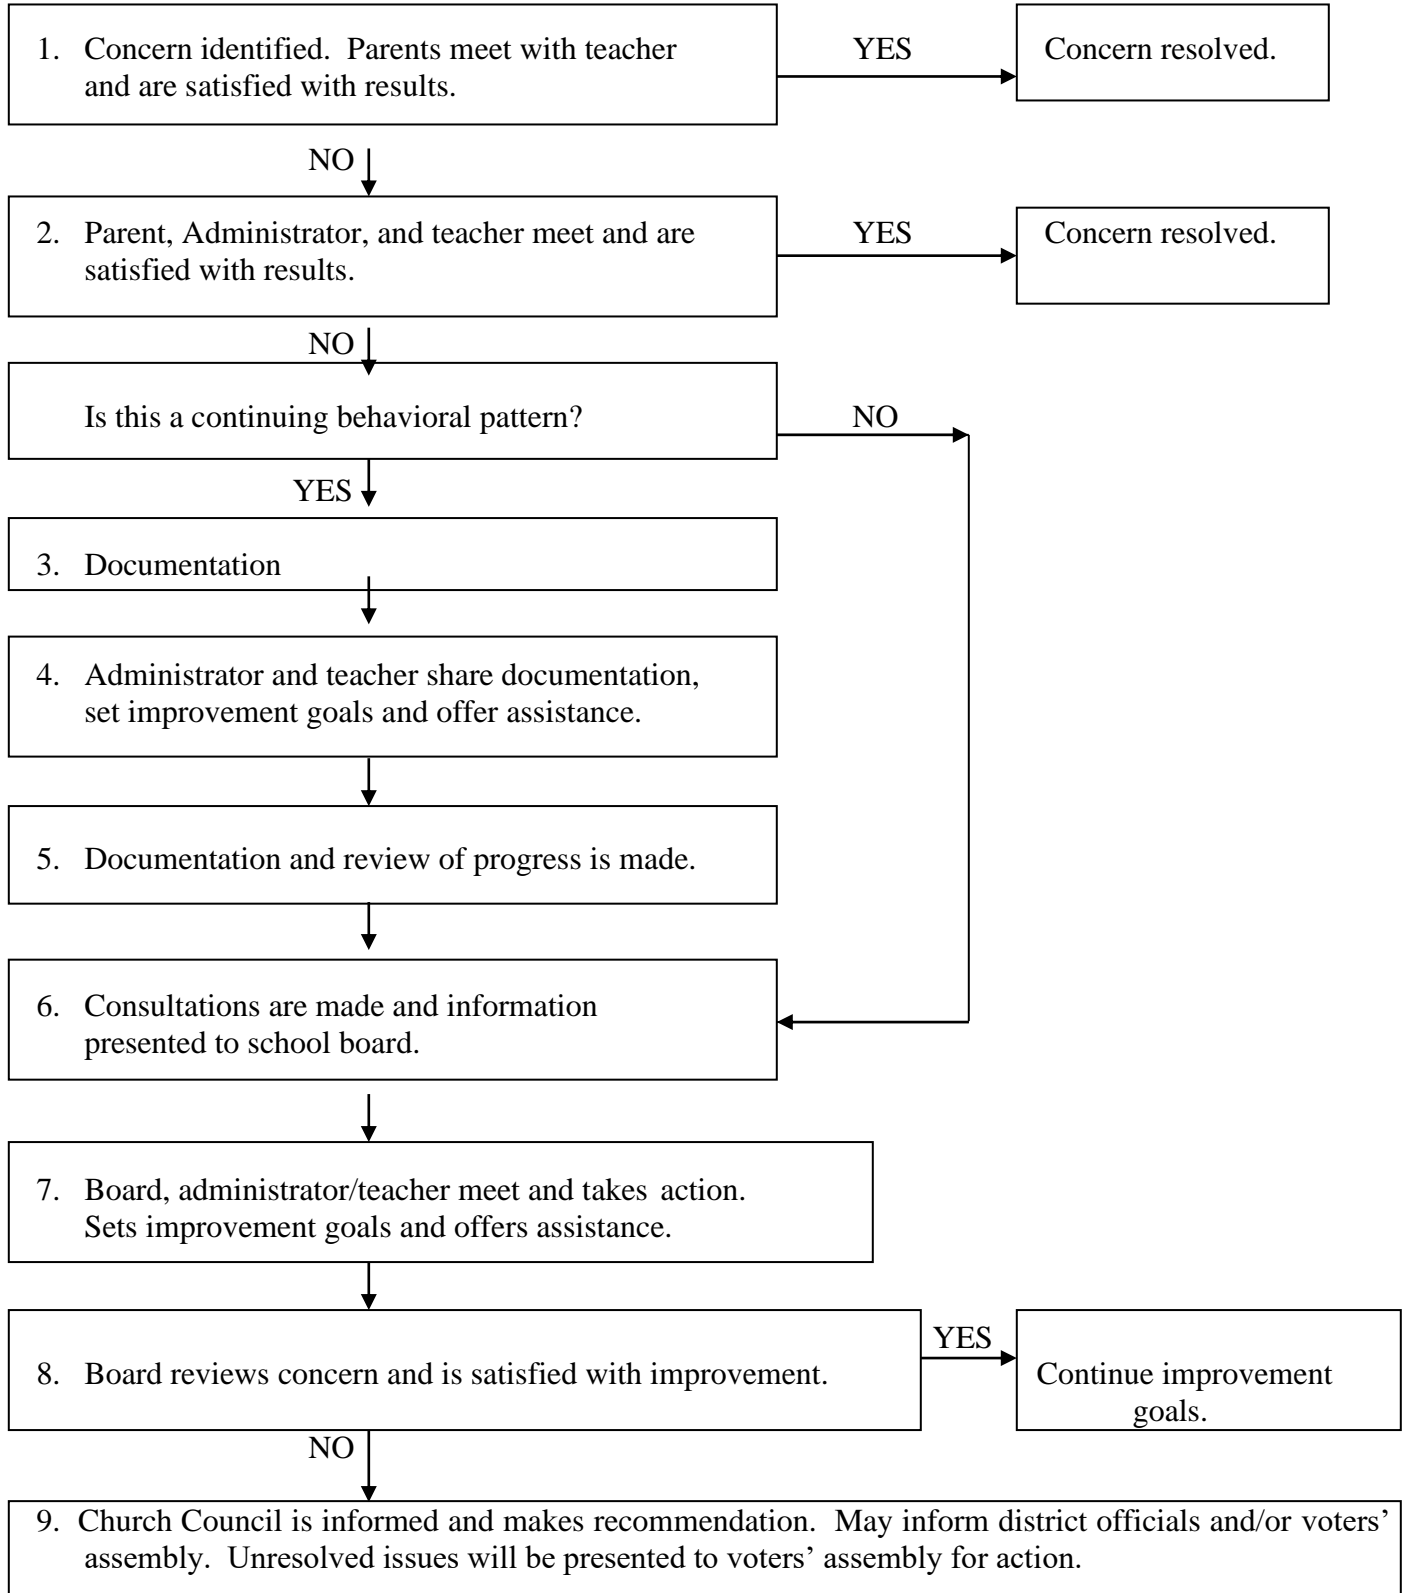 1. Concern identified. Parents meet with teacher
and are satisfied with results.
YES
Concern resolved.
NO
2. Parent, Administrator, and teacher meet and are
satisfied with results.
YES
Concern resolved.
NO
Is this a continuing behavioral pattern?
NO
YES
3. Documentation
4. Administrator and teacher share documentation,
set improvement goals and offer assistance.
5. Documentation and review of progress is made.
6. Consultations are made and information
presented to school board.
7. Board, administrator/teacher meet and takes action.
Sets improvement goals and offers assistance.
8. Board reviews concern and is satisfied with improvement.
YES
Continue improvement
goals.
NO
9. Church Council is informed and makes recommendation. May inform district officials and/or voters’
assembly. Unresolved issues will be presented to voters’ assembly for action.